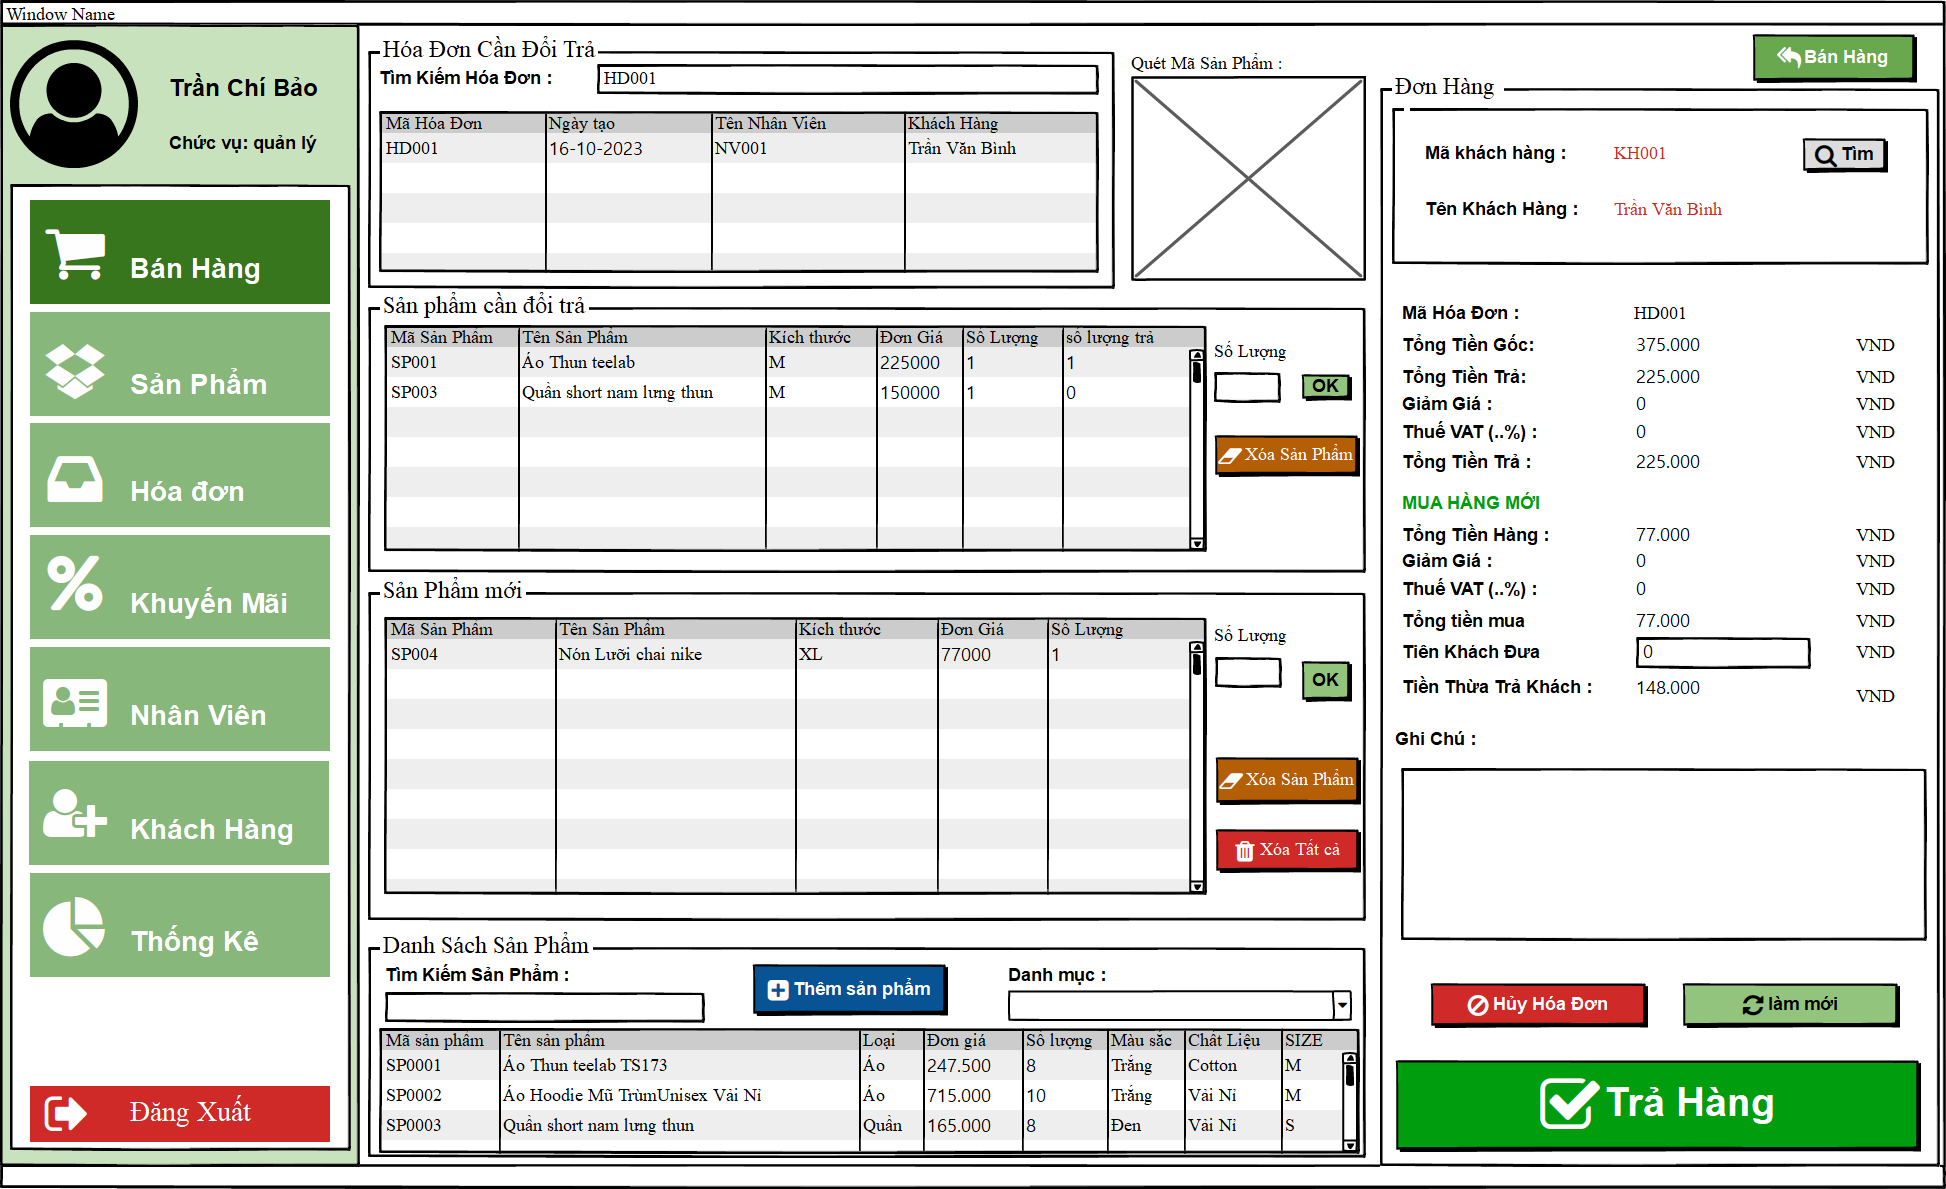 Window Name
Trần Chí Bảo
Chức vụ: quản lý
Bán Hàng
Sản Phẩm
Hóa đơn
Khuyến Mãi
Nhân Viên
Khách Hàng
Thống Kê
Đăng Xuất
Hóa Đơn Cần Đổi Trả
Tìm Kiếm Hóa Đơn : HD001
Mã Hóa Đơn Ngày tạo Tên Nhân Viên Khách Hàng
HD001 16-10-2023 NV001 Trần Văn Bình
Quét Mã Sản Phẩm :
Sản phẩm cần đổi trả
Mã Sản Phẩm Tên Sản Phẩm Kích thước Đơn Giá Số Lượng số lượng trả
SP001 Áo Thun teelab M 225000 1 1
SP003 Quần short nam lưng thun M 150000 1 0
Số Lượng
OK
Xóa Sản Phẩm
Sản Phẩm mới
Mã Sản Phẩm Tên Sản Phẩm Kích thước Đơn Giá Số Lượng
SP004 Nón Lưỡi chai nike XL 77000 1
Số Lượng
OK
Xóa Sản Phẩm
Xóa Tất cả
Danh Sách Sản Phẩm
Tìm Kiếm Sản Phẩm :
Thêm sản phẩm
Danh mục :
Mã sản phẩm Tên sản phẩm Loại Đơn giá Số lượng Màu sắc Chất Liệu SIZE
SP0001 Áo Thun teelab TS173 Áo 247.500 8 Trắng Cotton M
SP0002 Áo Hoodie Mũ TrùmUnisex Vải Nỉ Áo 715.000 10 Trắng Vải Nỉ M
SP0003 Quần short nam lưng thun Quần 165.000 8 Đen Vải Nỉ S
Bán Hàng
Đơn Hàng
Mã khách hàng : KH001
Tìm
Tên Khách Hàng : Trần Văn Bình
Mã Hóa Đơn : HD001
Tổng Tiền Gốc: 375.000 VND
Tổng Tiền Trả: 225.000 VND
Giảm Giá : 0 VND
Thuế VAT (..%) : 0 VND
Tổng Tiền Trả : 225.000 VND
MUA HÀNG MỚI
Tổng Tiền Hàng : 77.000 VND
Giảm Giá : 0 VND
Thuế VAT (..%) : 0 VND
Tổng tiền mua 77.000 VND
Tiên Khách Đưa 0 VND
Tiền Thừa Trả Khách : 148.000 VND
Ghi Chú :
Hủy Hóa Đơn
làm mới
Trả Hàng